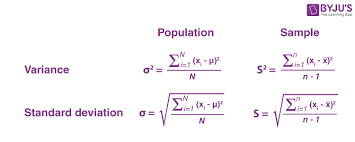 BYJU'S
The Learning App
Population Sample
Variance σ² = ∑ᵢ₌₁ᴺ (xᵢ - μ)² / N S² = ∑ᵢ₌₁ⁿ (xᵢ - x̄)² / n - 1
Standard deviation σ = √(∑ᵢ₌₁ᴺ (xᵢ - μ)² / N) S = √(∑ᵢ₌₁ⁿ (xᵢ - x̄)² / n - 1)